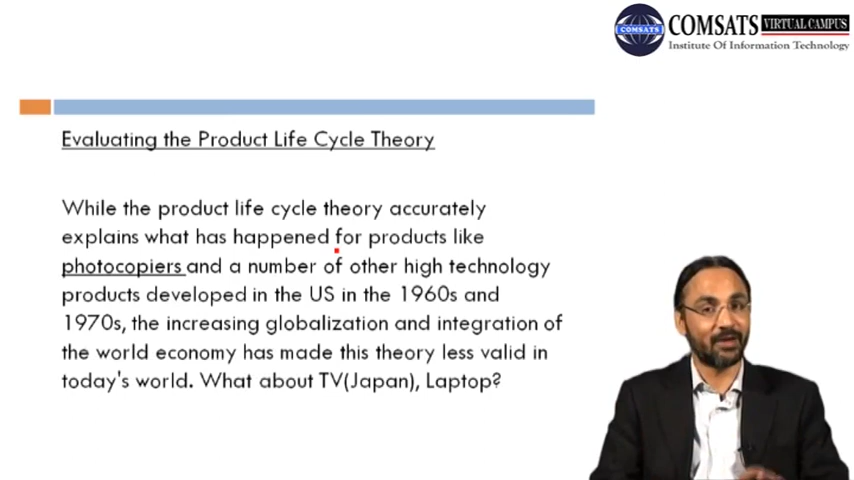 COMSATS VIRTUAL CAMPUS
COMSATS
Institute Of Information Technology
Evaluating the Product Life Cycle Theory
While the product life cycle theory accurately
explains what has happened for products like
photocopiers and a number of other high technology
products developed in the US in the 1960s and
1970s, the increasing globalization and integration of
the world economy has made this theory less valid in
today's world. What about TV(Japan), Laptop?